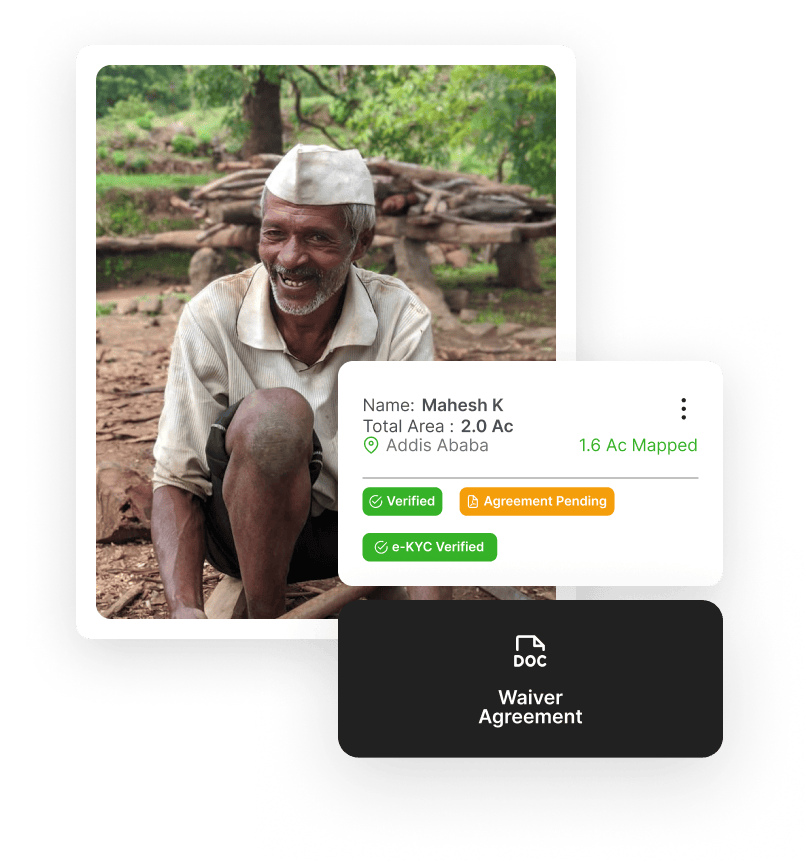 Name: Mahesh K
Total Area : 2.0 Ac
Addis Ababa 1.6 Ac Mapped
Verified Agreement Pending
e-KYC Verified
DOC
Waiver
Agreement